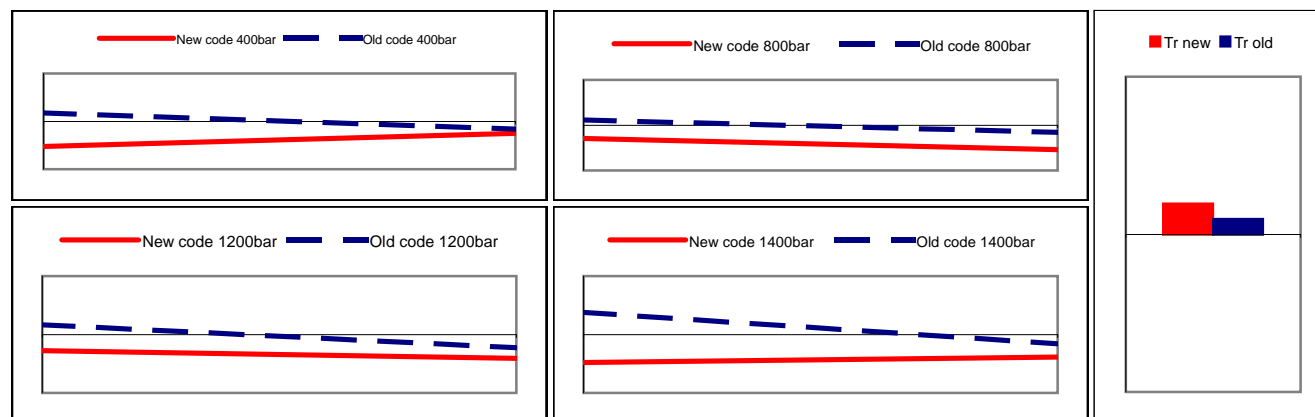 New code 400bar Old code 400bar
New code 800bar Old code 800bar
Tr new Tr old
New code 1200bar Old code 1200bar
New code 1400bar Old code 1400bar